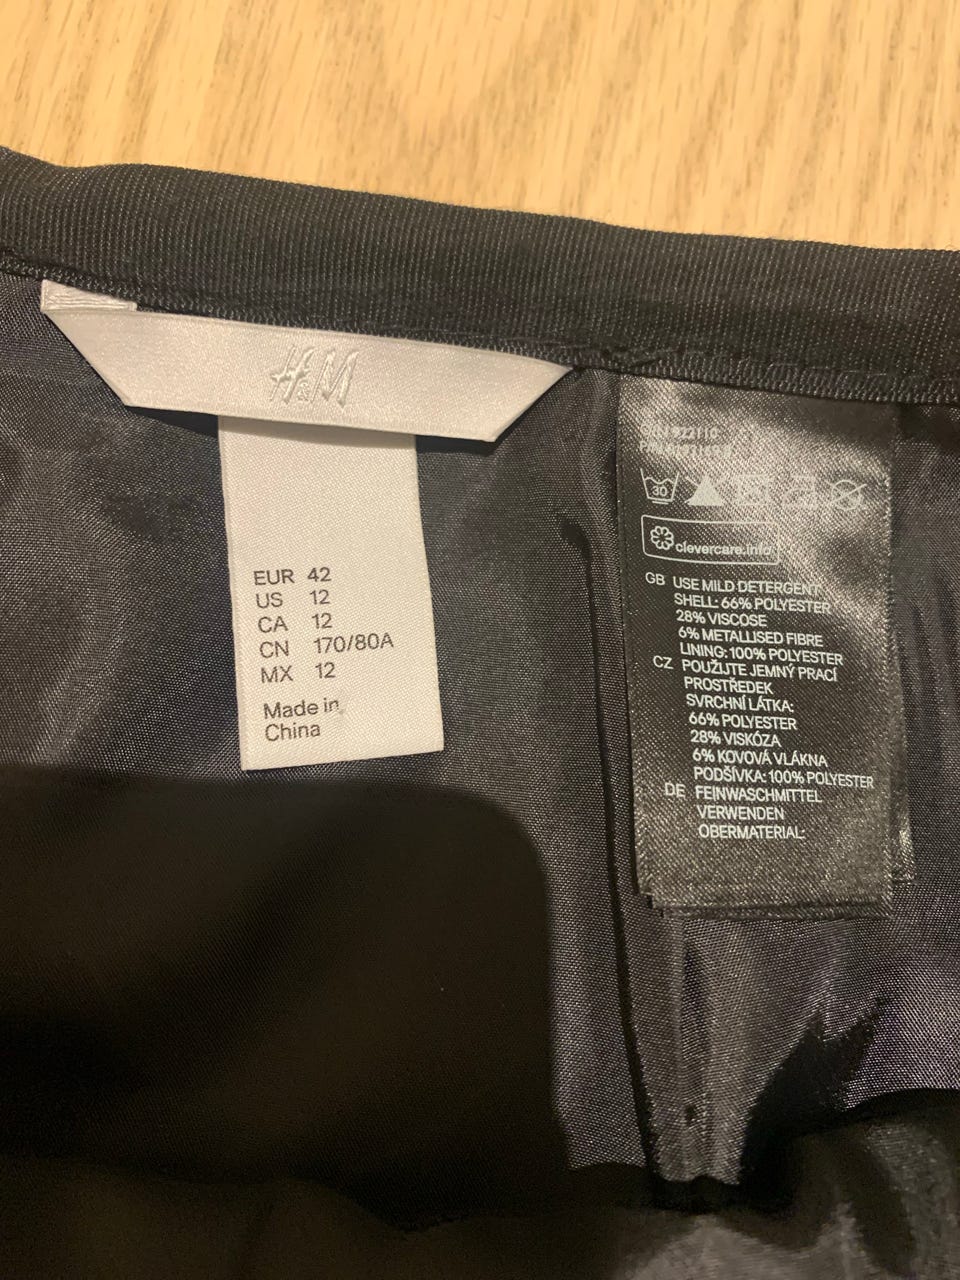 H&M
EUR 42
US 12
CA 12
CN 170/80A
MX 12
Made in
China
30
clevercare.info
GB USE MILD DETERGENT
SHELL: 66% POLYESTER
28% VISCOSE
6% METALLISED FIBRE
LINING: 100% POLYESTER
CZ POUŽIJTE JEMNÝ PRACÍ
PROSTŘEDEK
SVRCHNÍ LÁTKA:
66% POLYESTER
28% VISKÓZA
6% KOVOVÁ VLÁKNA
PODŠÍVKA: 100% POLYESTER
DE FEINWASCHMITTEL
VERWENDEN
OBERMATERIAL: